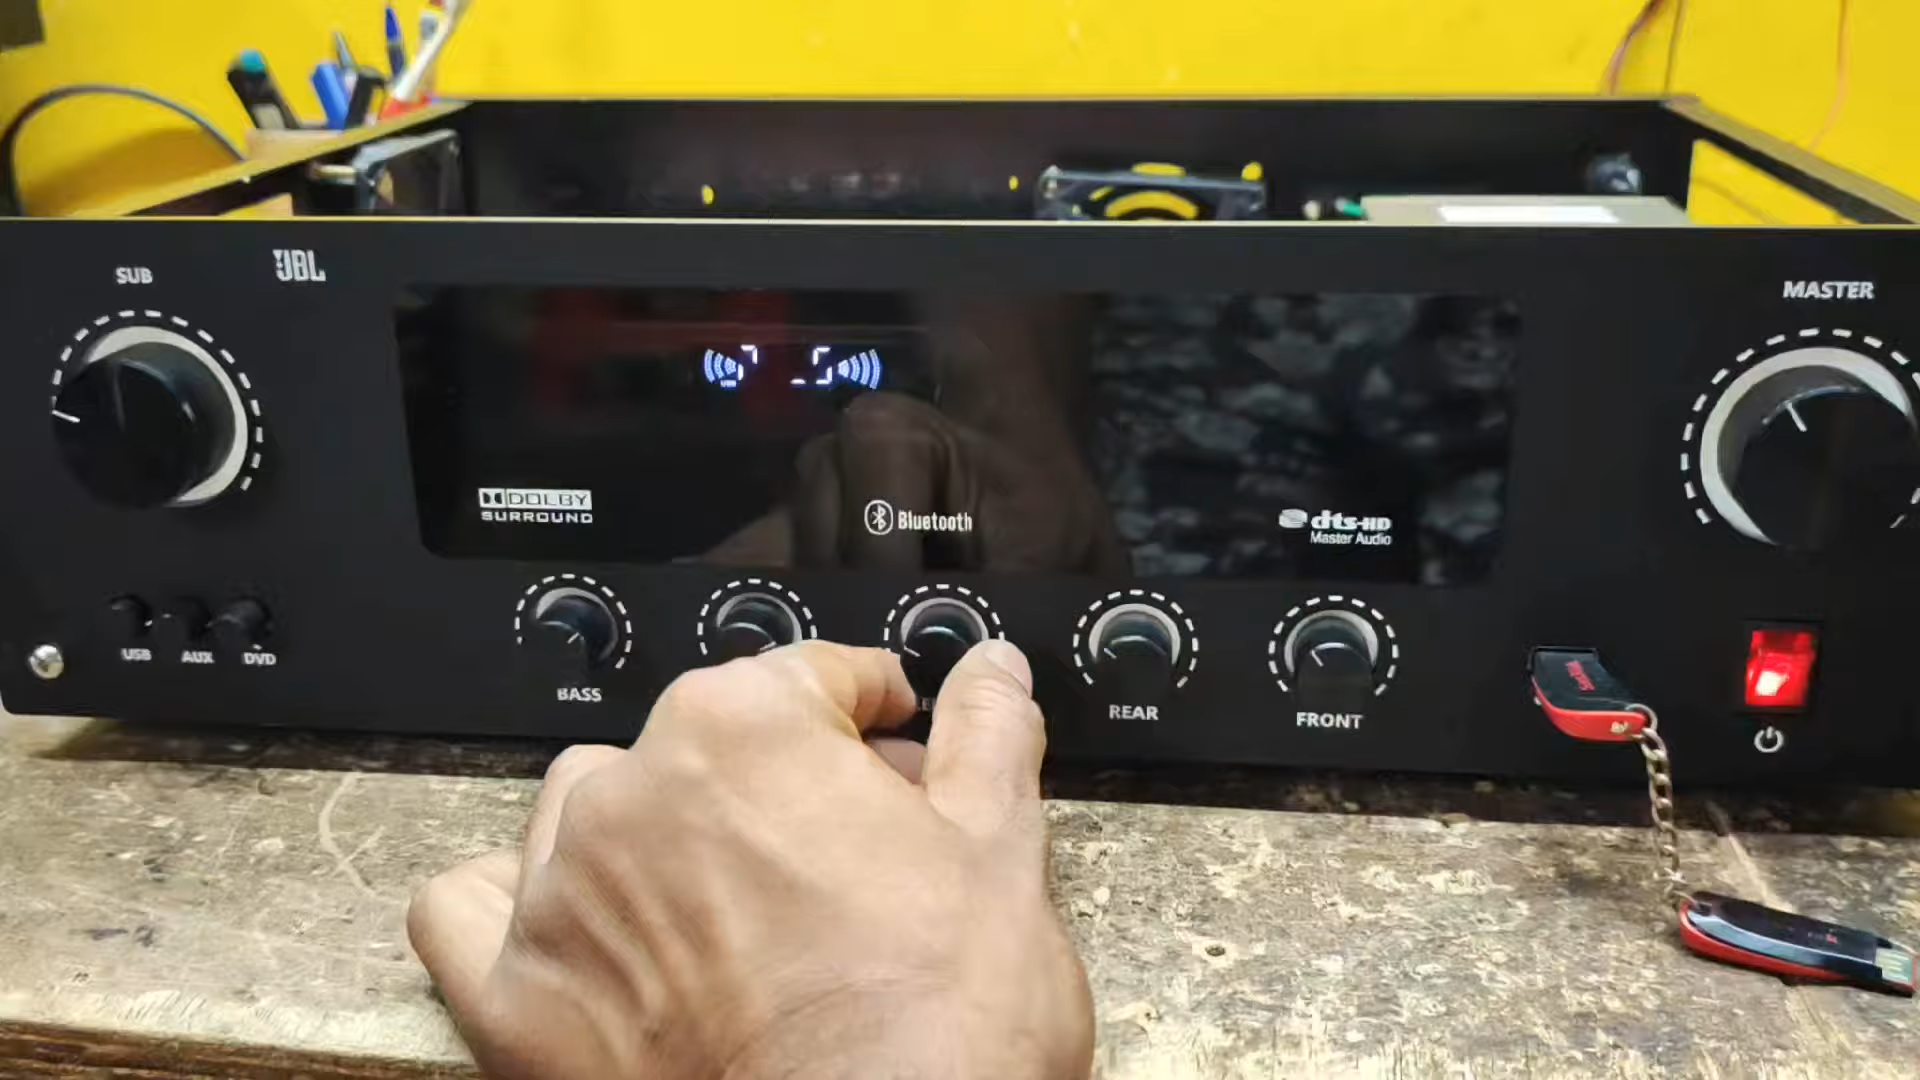 SUB
JBL
MASTER
DOLBY
SURROUND
Bluetooth
dts-HD
Master Audio
USB
AUX
DVD
BASS
REAR
FRONT